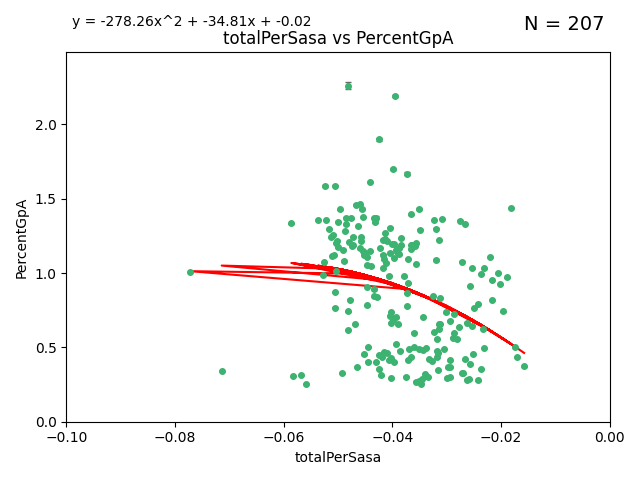 y = -278.26x^2 + -34.81x + -0.02
N = 207
totalPerSasa vs PercentGpA
PercentGpA
2.0
1.5
1.0
0.5
0.0
−0.10 −0.08 −0.06 −0.04 −0.02 0.00
totalPerSasa